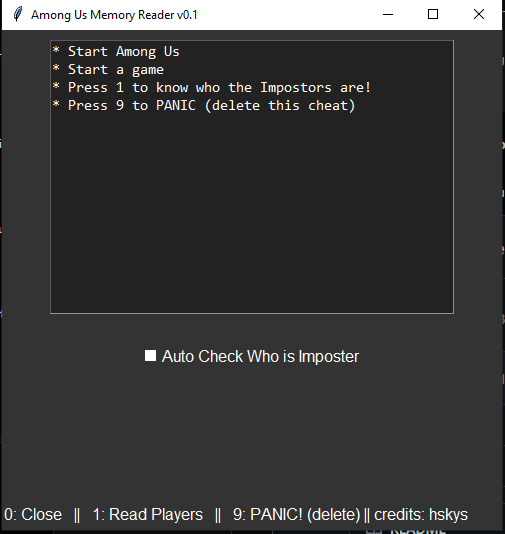 Among Us Memory Reader v0.1
* Start Among Us
* Start a game
* Press 1 to know who the Impostors are!
* Press 9 to PANIC (delete this cheat)
Auto Check Who is Imposter
0: Close || 1: Read Players || 9: PANIC! (delete) || credits: hskys
README